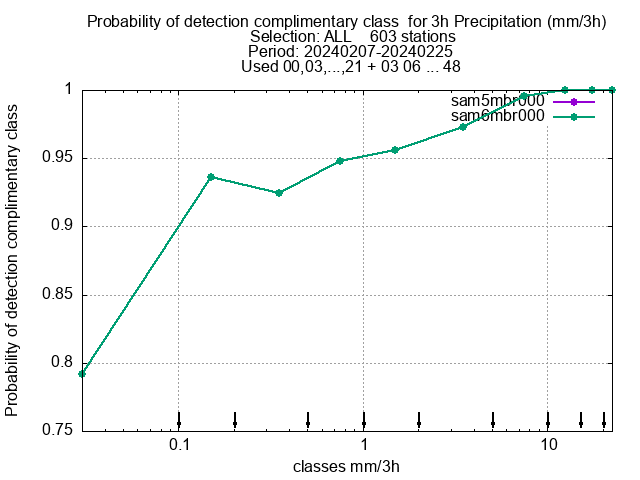 Probability of detection complimentary class  for 3h Precipitation (mm/3h)
Selection: ALL    603 stations
Period: 20240207-20240225
Used 00,03,...,21 + 03 06 ... 48
sam5mbr000
sam6mbr000
1
0.95
0.9
0.85
0.8
0.75
Probability of detection complimentary class
0.1 1 10
classes mm/3h